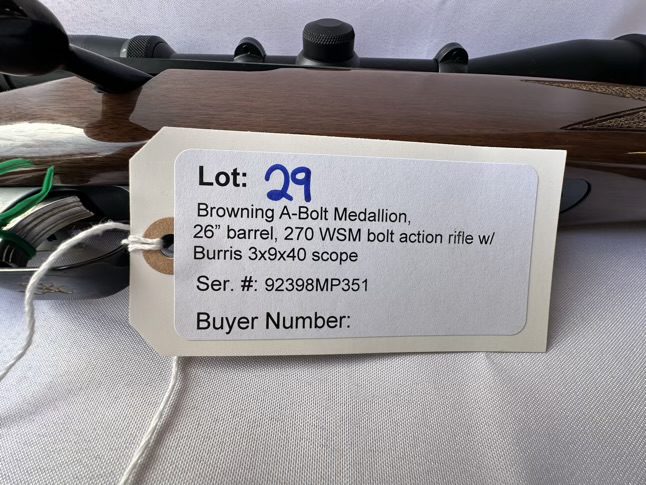 Lot: 29
Browning A-Bolt Medallion,
26” barrel, 270 WSM bolt action rifle w/
Burris 3x9x40 scope
Ser. #: 92398MP351
Buyer Number: